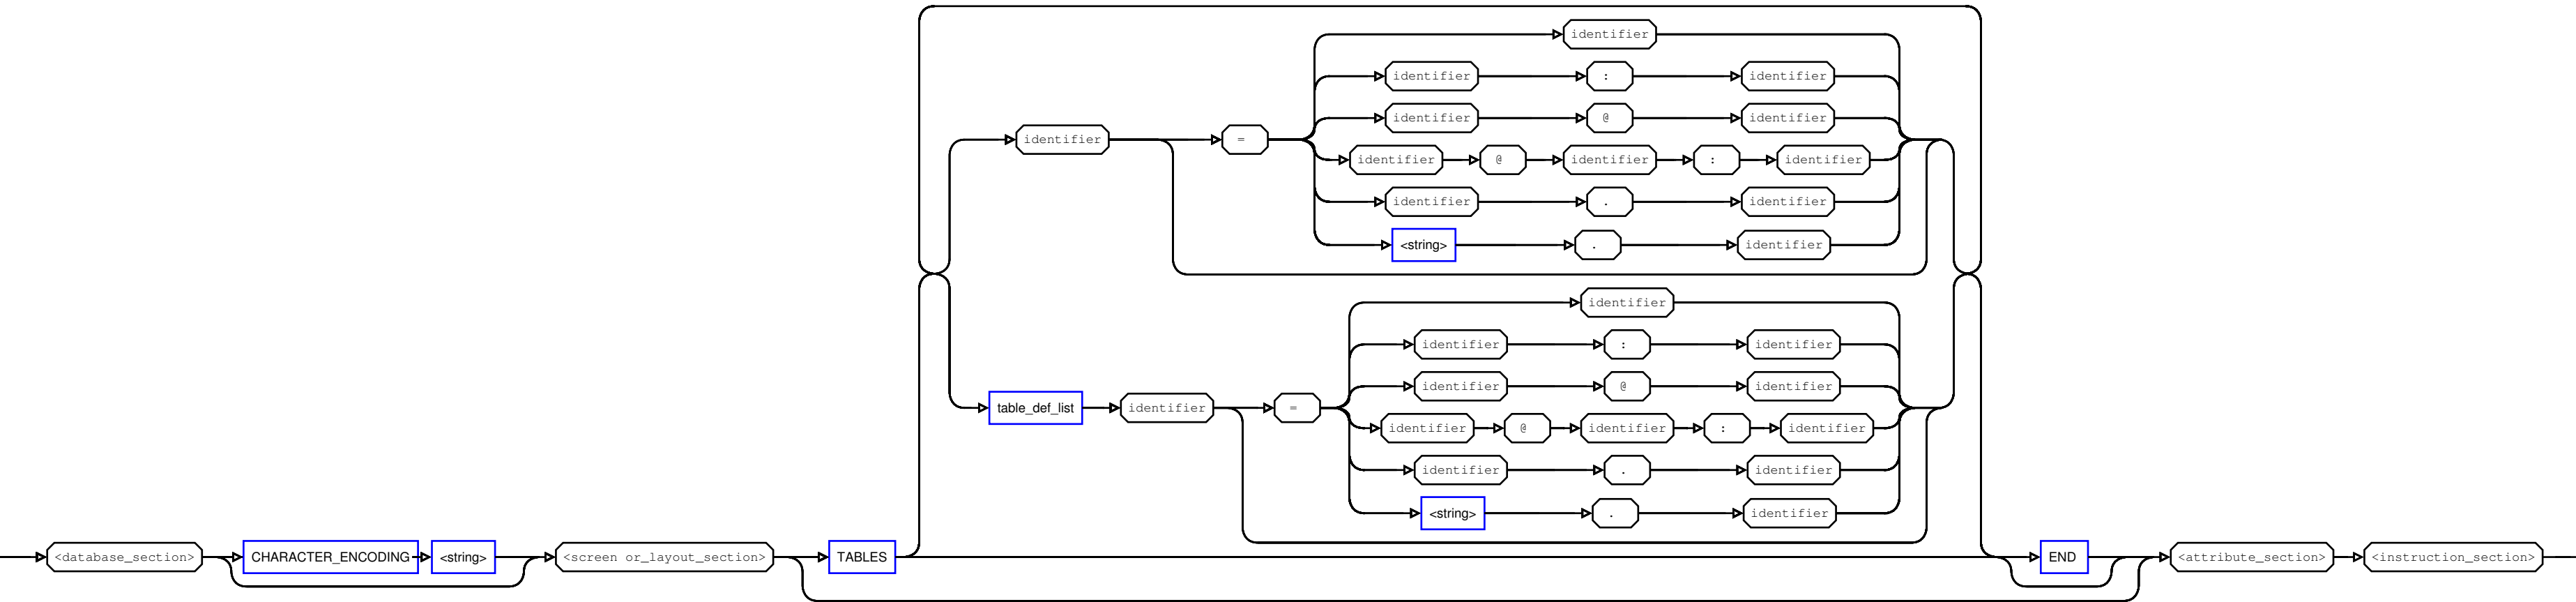 identifier
identifier : identifier
identifier @ identifier
identifier =
identifier @ identifier : identifier
identifier . identifier
<string> . identifier
identifier
identifier : identifier
identifier @ identifier
table_def_list identifier =
identifier @ identifier : identifier
identifier . identifier
<string> . identifier
<database_section> CHARACTER_ENCODING <string> <screen or_layout_section> TABLES END <attribute_section> <instruction_section>